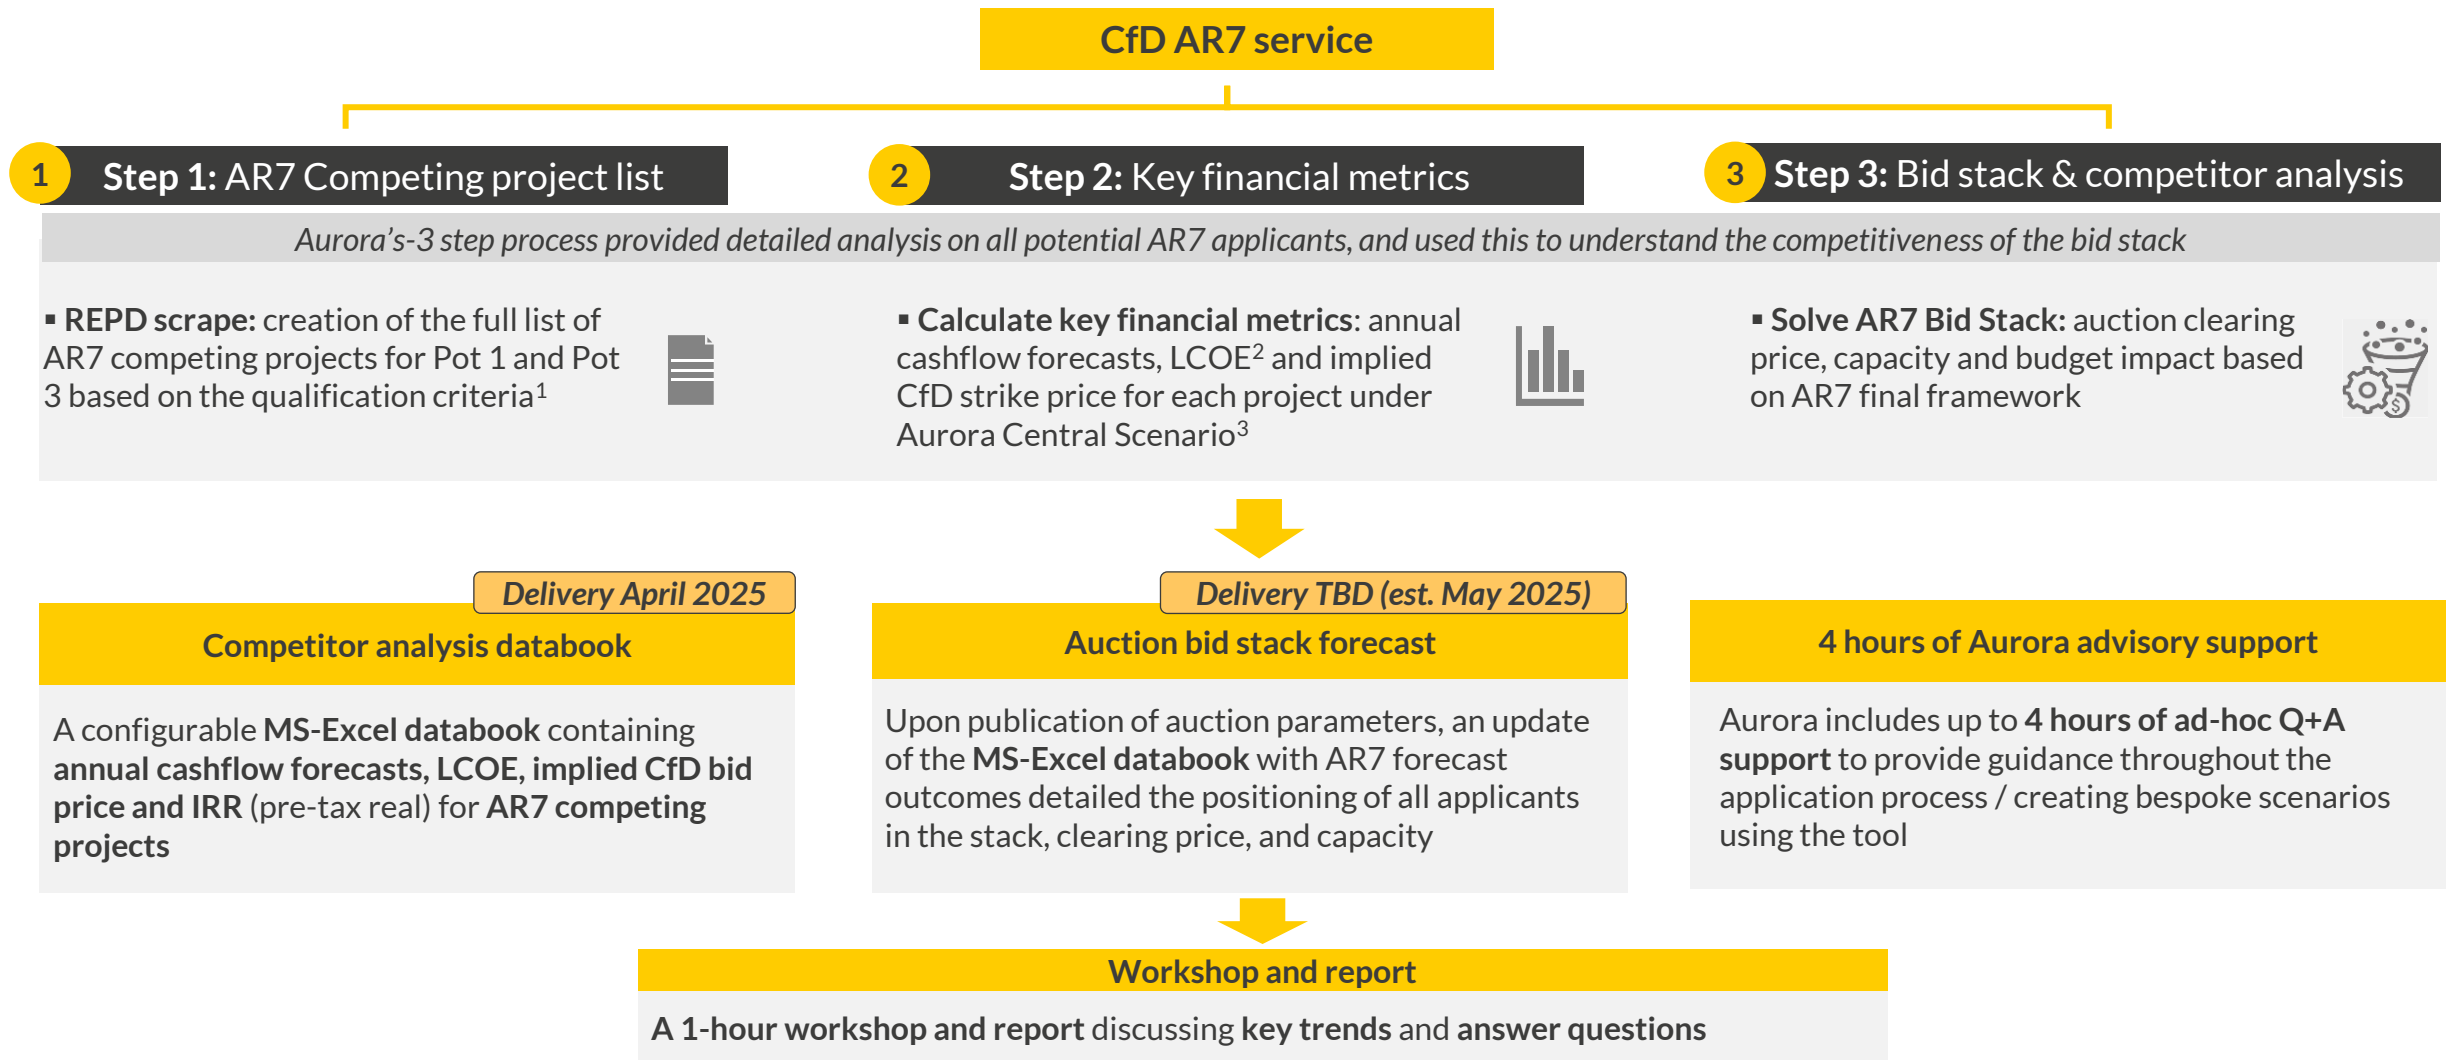 CfD AR7 service
1
Step 1: AR7 Competing project list
2
Step 2: Key financial metrics
3
Step 3: Bid stack & competitor analysis
Aurora’s-3 step process provided detailed analysis on all potential AR7 applicants, and used this to understand the competitiveness of the bid stack
▪ REPD scrape: creation of the full list of
AR7 competing projects for Pot 1 and Pot
3 based on the qualification criteria¹
▪ Calculate key financial metrics: annual
cashflow forecasts, LCOE² and implied
CfD strike price for each project under
Aurora Central Scenario³
▪ Solve AR7 Bid Stack: auction clearing
price, capacity and budget impact based
on AR7 final framework
$
Delivery April 2025
Competitor analysis databook
A configurable MS-Excel databook containing
annual cashflow forecasts, LCOE, implied CfD bid
price and IRR (pre-tax real) for AR7 competing
projects
Delivery TBD (est. May 2025)
Auction bid stack forecast
Upon publication of auction parameters, an update
of the MS-Excel databook with AR7 forecast
outcomes detailed the positioning of all applicants
in the stack, clearing price, and capacity
4 hours of Aurora advisory support
Aurora includes up to 4 hours of ad-hoc Q+A
support to provide guidance throughout the
application process / creating bespoke scenarios
using the tool
Workshop and report
A 1-hour workshop and report discussing key trends and answer questions